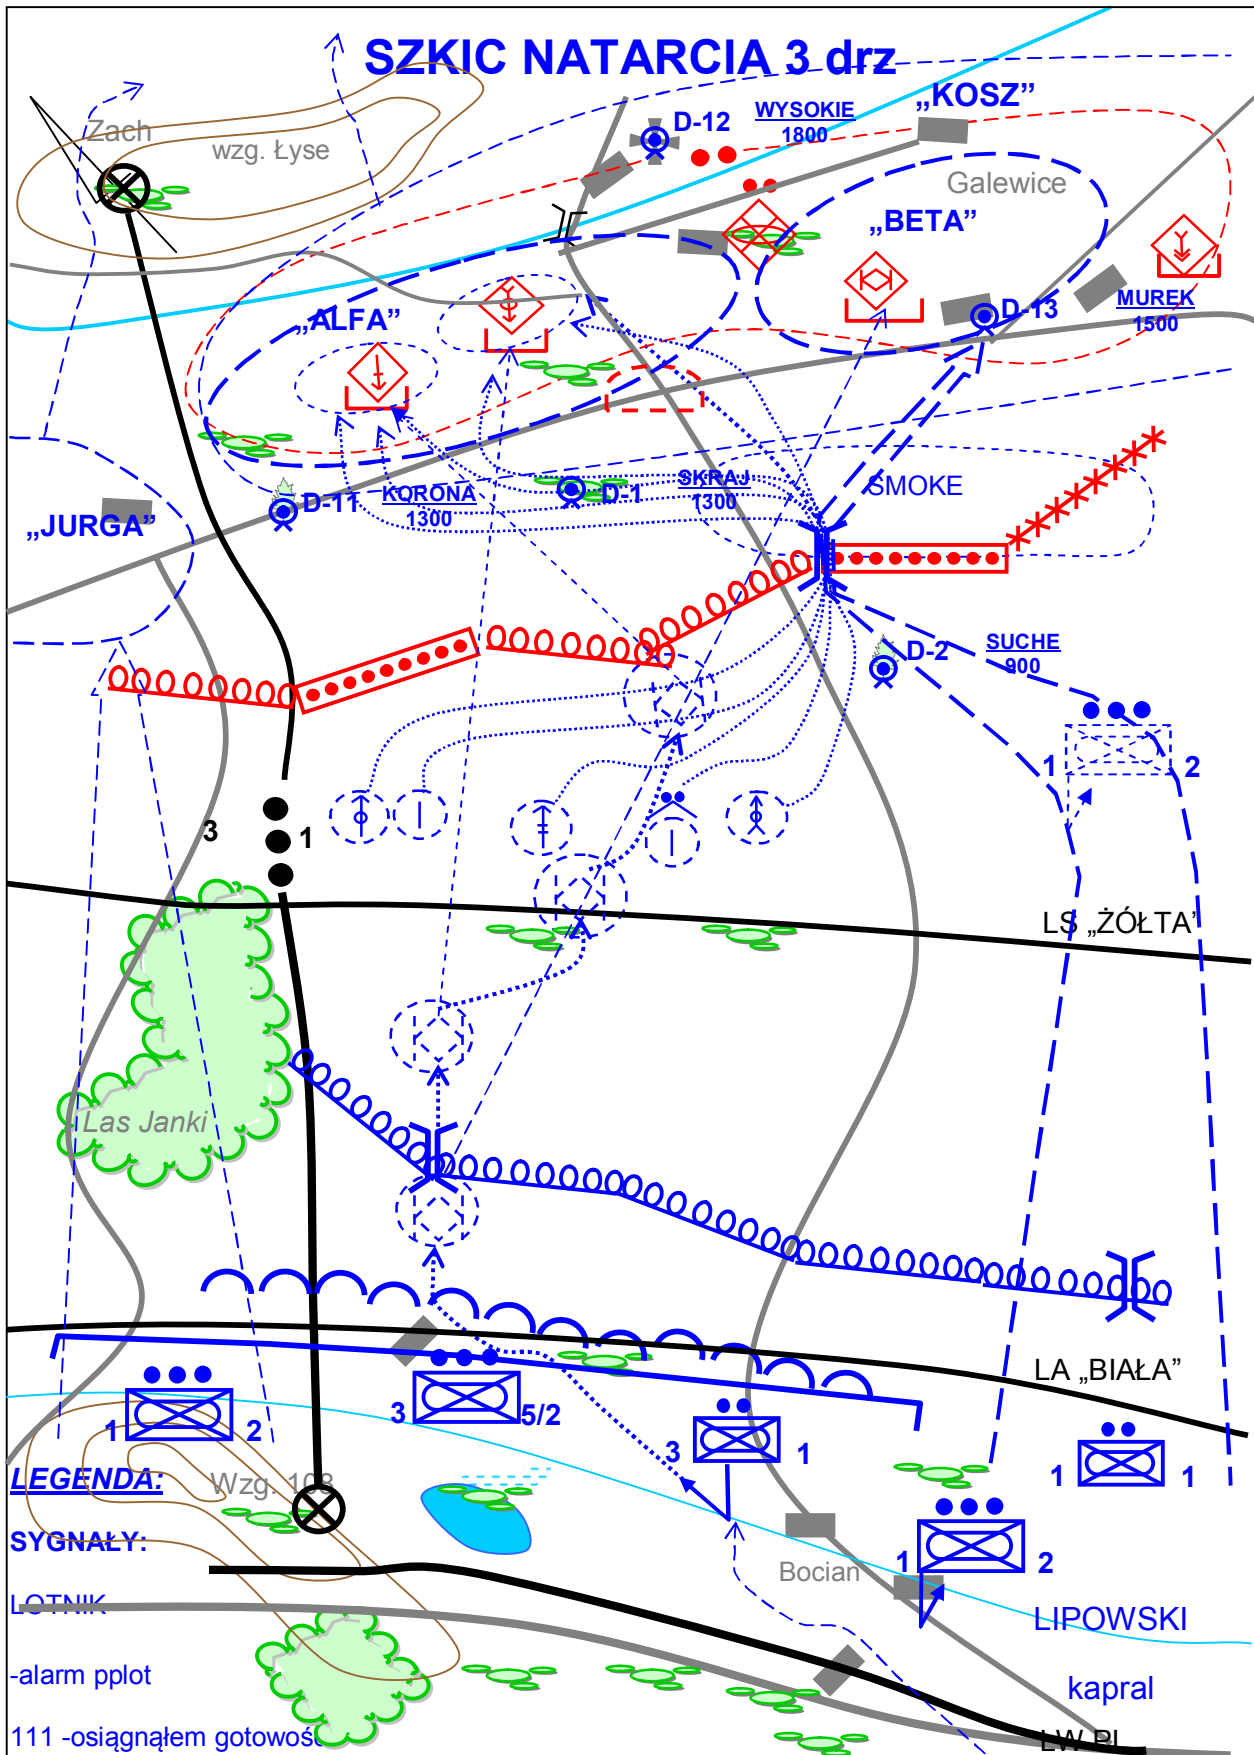 SZKIC NATARCIA 3 drz
„KOSZ”
WYSOKIE
1800
D-12
Zach
wzg. Łyse
Galewice
„BETA”
„ALFA”
D-13
MUREK
1500
D-11
KORONA
1300
D-1
SKRAJ
1300
SMOKE
„JURGA”
D-2
SUCHE
900
1 2
3 1
LS „ŻÓŁTA”
Las Janki
LA „BIAŁA”
1 2
3 5/2
3 1
1 1
LEGENDA:
Wzg. 108
SYGNAŁY:
1 2
Bocian
LOTNIK
LIPOWSKI
-alarm pplot
kapral
111 -osiągnąłem gotowość
LW Pl